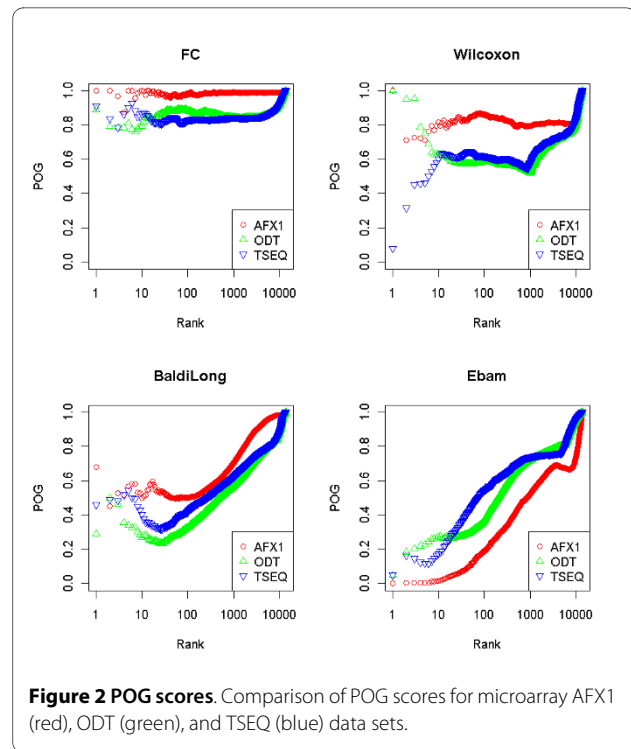 FC
POG
1.0
0.8
0.6
0.4
0.2
0.0
AFX1
ODT
TSEQ
1 10 100 1000 10000
Rank
Wilcoxon
POG
1.0
0.8
0.6
0.4
0.2
0.0
AFX1
ODT
TSEQ
1 10 100 1000 10000
Rank
BaldiLong
POG
1.0
0.8
0.6
0.4
0.2
0.0
AFX1
ODT
TSEQ
1 10 100 1000 10000
Rank
Ebam
POG
1.0
0.8
0.6
0.4
0.2
0.0
AFX1
ODT
TSEQ
1 10 100 1000 10000
Rank
Figure 2 POG scores. Comparison of POG scores for microarray AFX1
(red), ODT (green), and TSEQ (blue) data sets.